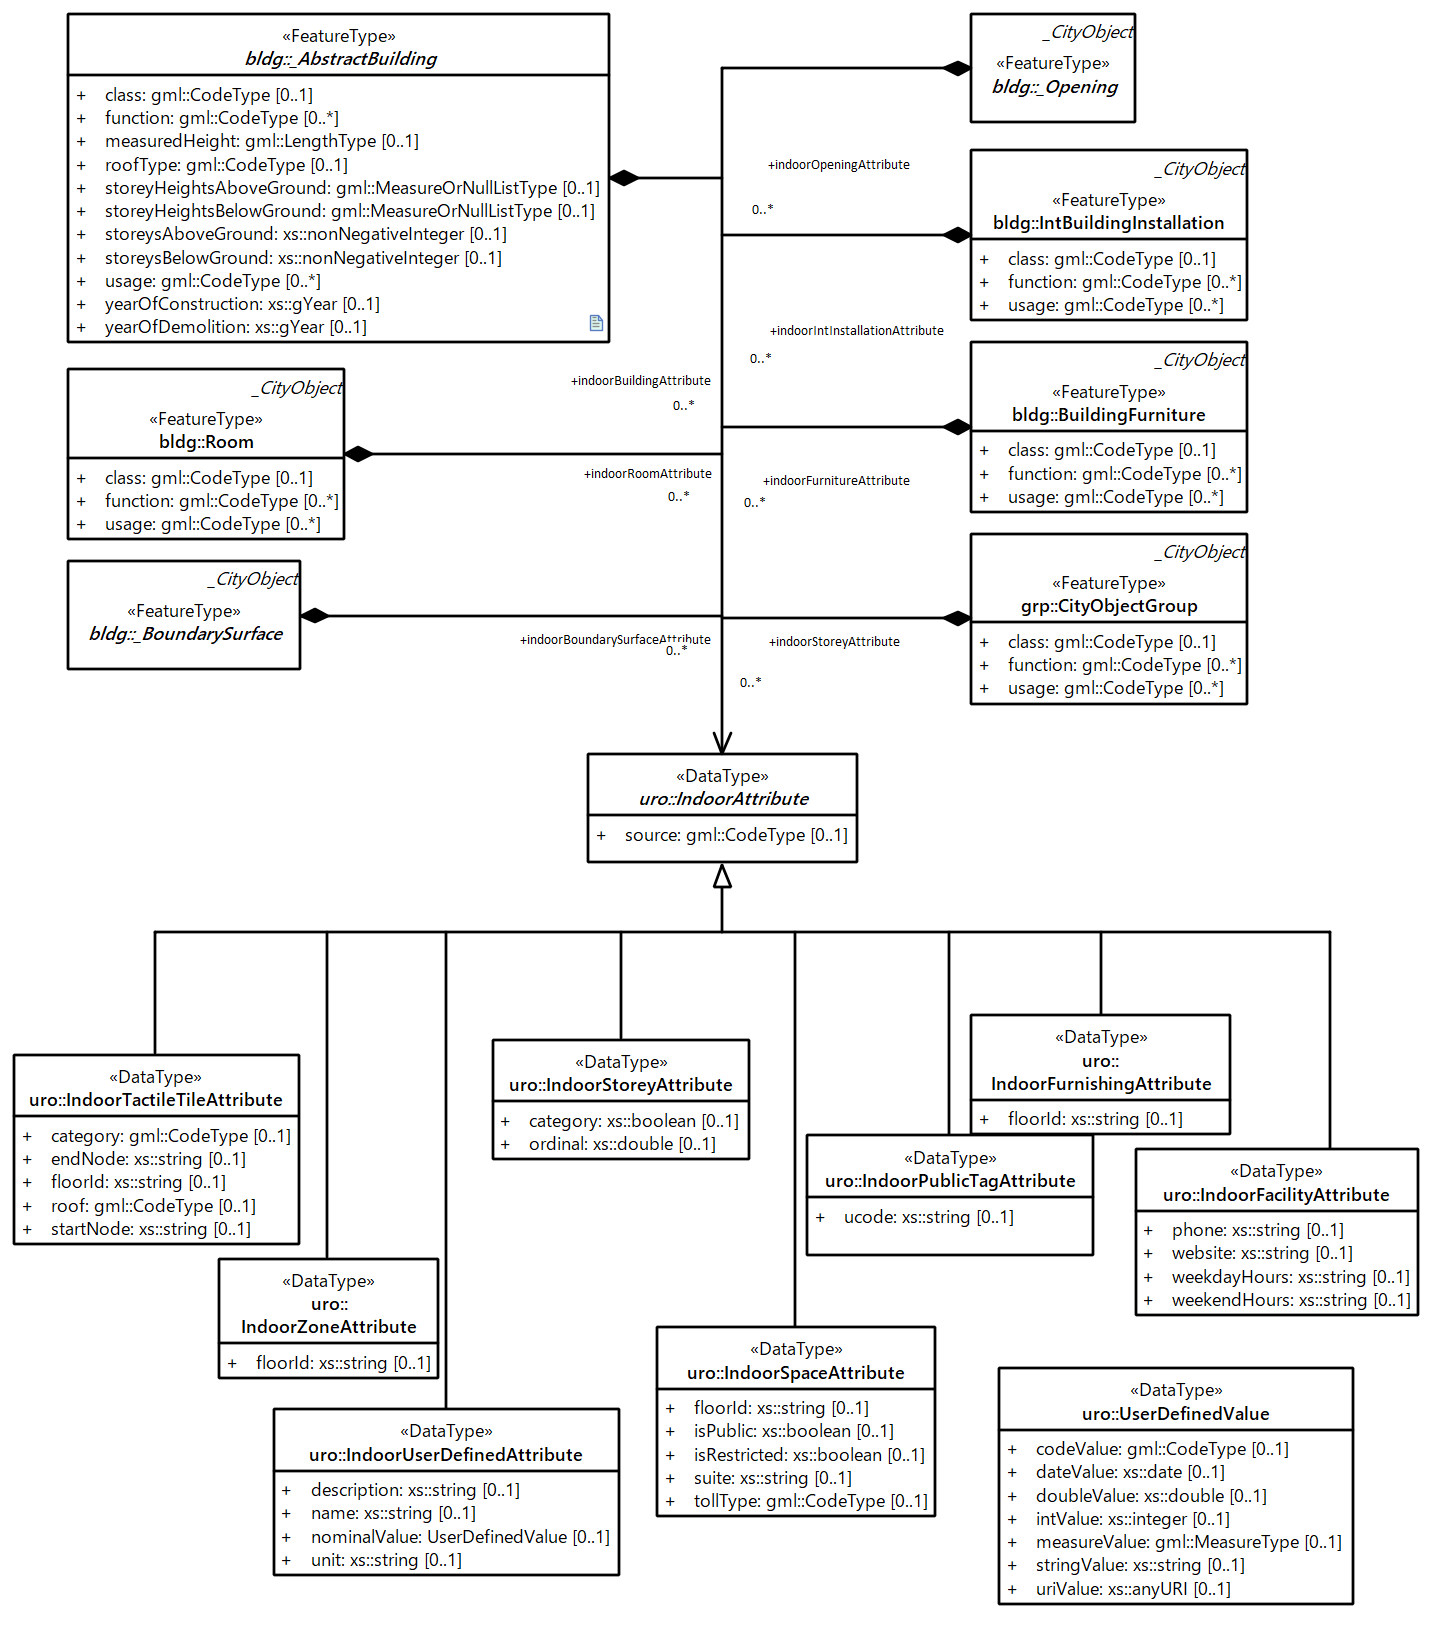 «FeatureType»
bldg::_AbstractBuilding
+ class: gml::CodeType [0..1]
+ function: gml::CodeType [0..*]
+ measuredHeight: gml::LengthType [0..1]
+ roofType: gml::CodeType [0..1]
+ storeyHeightsAboveGround: gml::MeasureOrNullListType [0..1]
+ storeyHeightsBelowGround: gml::MeasureOrNullListType [0..1]
+ storeysAboveGround: xs::nonNegativeInteger [0..1]
+ storeysBelowGround: xs::nonNegativeInteger [0..1]
+ usage: gml::CodeType [0..*]
+ yearOfConstruction: xs::gYear [0..1]
+ yearOfDemolition: xs::gYear [0..1]
_CityObject
«FeatureType»
bldg::_Opening
+indoorOpeningAttribute
0..*
_CityObject
«FeatureType»
bldg::IntBuildingInstallation
+ class: gml::CodeType [0..1]
+ function: gml::CodeType [0..*]
+ usage: gml::CodeType [0..*]
+indoorIntInstallationAttribute
0..*
+indoorBuildingAttribute
0..*
_CityObject
«FeatureType»
bldg::Room
+ class: gml::CodeType [0..1]
+ function: gml::CodeType [0..*]
+ usage: gml::CodeType [0..*]
+indoorRoomAttribute
0..*
_CityObject
«FeatureType»
bldg::BuildingFurniture
+ class: gml::CodeType [0..1]
+ function: gml::CodeType [0..*]
+ usage: gml::CodeType [0..*]
+indoorFurnitureAttribute
0..*
_CityObject
«FeatureType»
bldg::_BoundarySurface
+indoorBoundarySurfaceAttribute
0..*
_CityObject
«FeatureType»
grp::CityObjectGroup
+ class: gml::CodeType [0..1]
+ function: gml::CodeType [0..*]
+ usage: gml::CodeType [0..*]
+indoorStoreyAttribute
0..*
«DataType»
uro::IndoorAttribute
+ source: gml::CodeType [0..1]
«DataType»
uro::IndoorTactileTileAttribute
+ category: gml::CodeType [0..1]
+ endNode: xs::string [0..1]
+ floorId: xs::string [0..1]
+ roof: gml::CodeType [0..1]
+ startNode: xs::string [0..1]
«DataType»
uro::
IndoorZoneAttribute
+ floorId: xs::string [0..1]
«DataType»
uro::IndoorUserDefinedAttribute
+ description: xs::string [0..1]
+ name: xs::string [0..1]
+ nominalValue: UserDefinedValue [0..1]
+ unit: xs::string [0..1]
«DataType»
uro::IndoorStoreyAttribute
+ category: xs::boolean [0..1]
+ ordinal: xs::double [0..1]
«DataType»
uro::IndoorSpaceAttribute
+ floorId: xs::string [0..1]
+ isPublic: xs::boolean [0..1]
+ isRestricted: xs::boolean [0..1]
+ suite: xs::string [0..1]
+ tollType: gml::CodeType [0..1]
«DataType»
uro::IndoorPublicTagAttribute
+ ucode: xs::string [0..1]
«DataType»
uro::
IndoorFurnishingAttribute
+ floorId: xs::string [0..1]
«DataType»
uro::IndoorFacilityAttribute
+ phone: xs::string [0..1]
+ website: xs::string [0..1]
+ weekdayHours: xs::string [0..1]
+ weekendHours: xs::string [0..1]
«DataType»
uro::UserDefinedValue
+ codeValue: gml::CodeType [0..1]
+ dateValue: xs::date [0..1]
+ doubleValue: xs::double [0..1]
+ intValue: xs::integer [0..1]
+ measureValue: gml::MeasureType [0..1]
+ stringValue: xs::string [0..1]
+ uriValue: xs::anyURI [0..1]